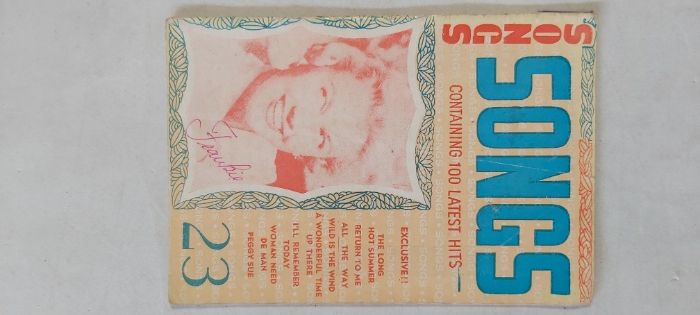 SONGS
SONGS
CONTAINING 100 LATEST HITS—
Frankie
EXCLUSIVE!!
THE LONG
HOT SUMMER
RETURN TO ME
ALL THE WAY
WILD IS THE WIND
A WONDERFUL TIME
UP THERE
I'LL REMEMBER
TODAY
WOMAN NEED
DE MAN
PEGGY SUE
23